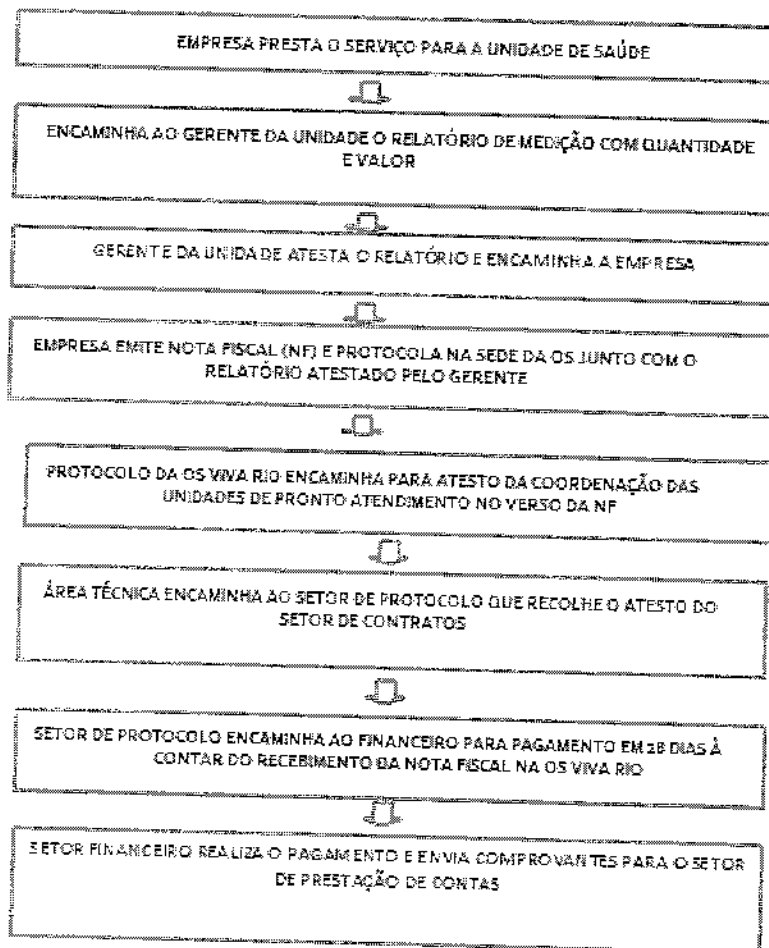 EMPRESA PRESTA O SERVIÇO PARA A UNIDADE DE SAÚDE
ENCAMINHA AO GERENTE DA UNIDADE O RELATÓRIO DE MEDIÇÃO COM QUANTIDADE
E VALOR
GERENTE DA UNIDADE ATESTA O RELATÓRIO E ENCAMINHA A EMPRESA
EMPRESA EMITE NOTA FISCAL (NF) E PROTOCOLA NA SEDE DA OS JUNTO COM O
RELATÓRIO ATESTADO PELO GERENTE
PROTOCOLO DA OS VIVA RIO ENCAMINHA PARA ATESTO DA COORDENAÇÃO DAS
UNIDADES DE PRONTO ATENDIMENTO NO VERSO DA NF
ÁREA TÉCNICA ENCAMINHA AO SETOR DE PROTOCOLO QUE RECOLHE O ATESTO DO
SETOR DE CONTRATOS
SETOR DE PROTOCOLO ENCAMINHA AO FINANCEIRO PARA PAGAMENTO EM 28 DIAS À
CONTAR DO RECEBIMENTO DA NOTA FISCAL NA OS VIVA RIO
SETOR FINANCEIRO REALIZA O PAGAMENTO E ENVIA COMPROVANTES PARA O SETOR
DE PRESTAÇÃO DE CONTAS